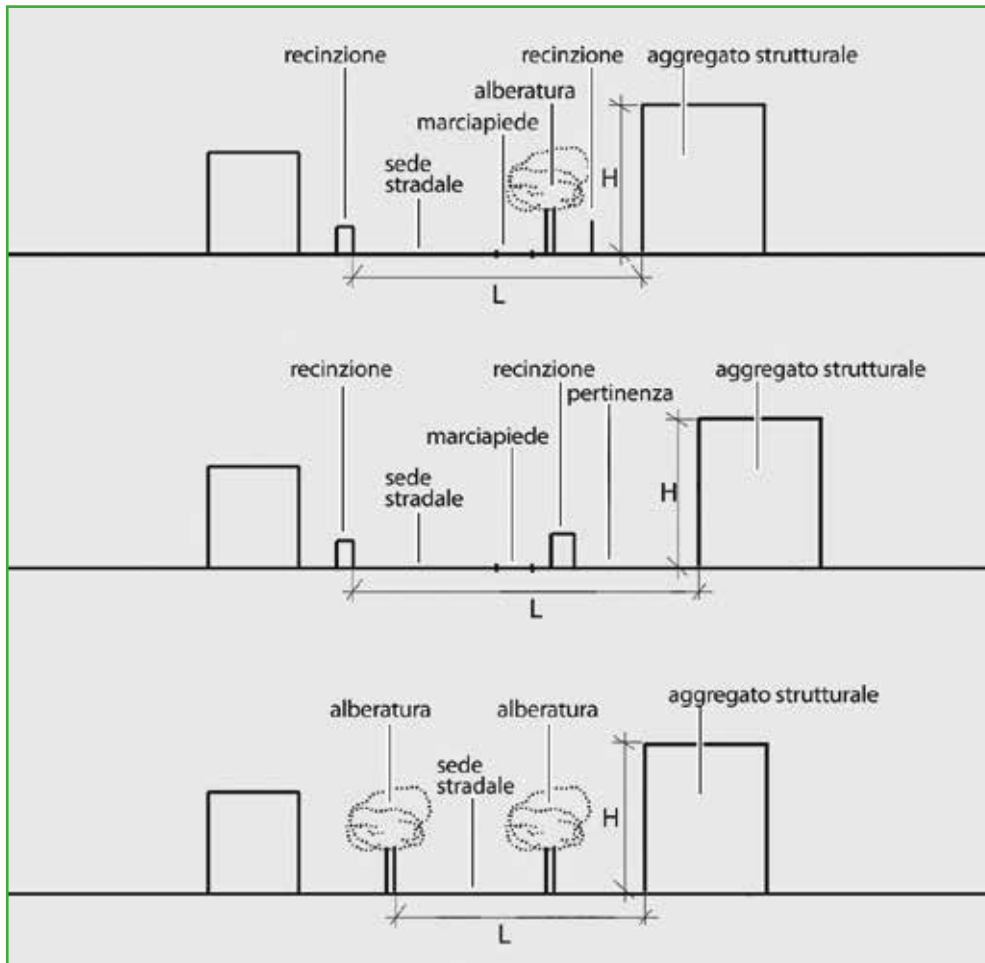 recinzione
recinzione
aggregato strutturale
alberatura
marciapiede
sede
stradale
H
L
recinzione
recinzione
aggregato strutturale
pertinenza
marciapiede
sede
stradale
H
L
alberatura
alberatura
aggregato strutturale
sede
stradale
H
L